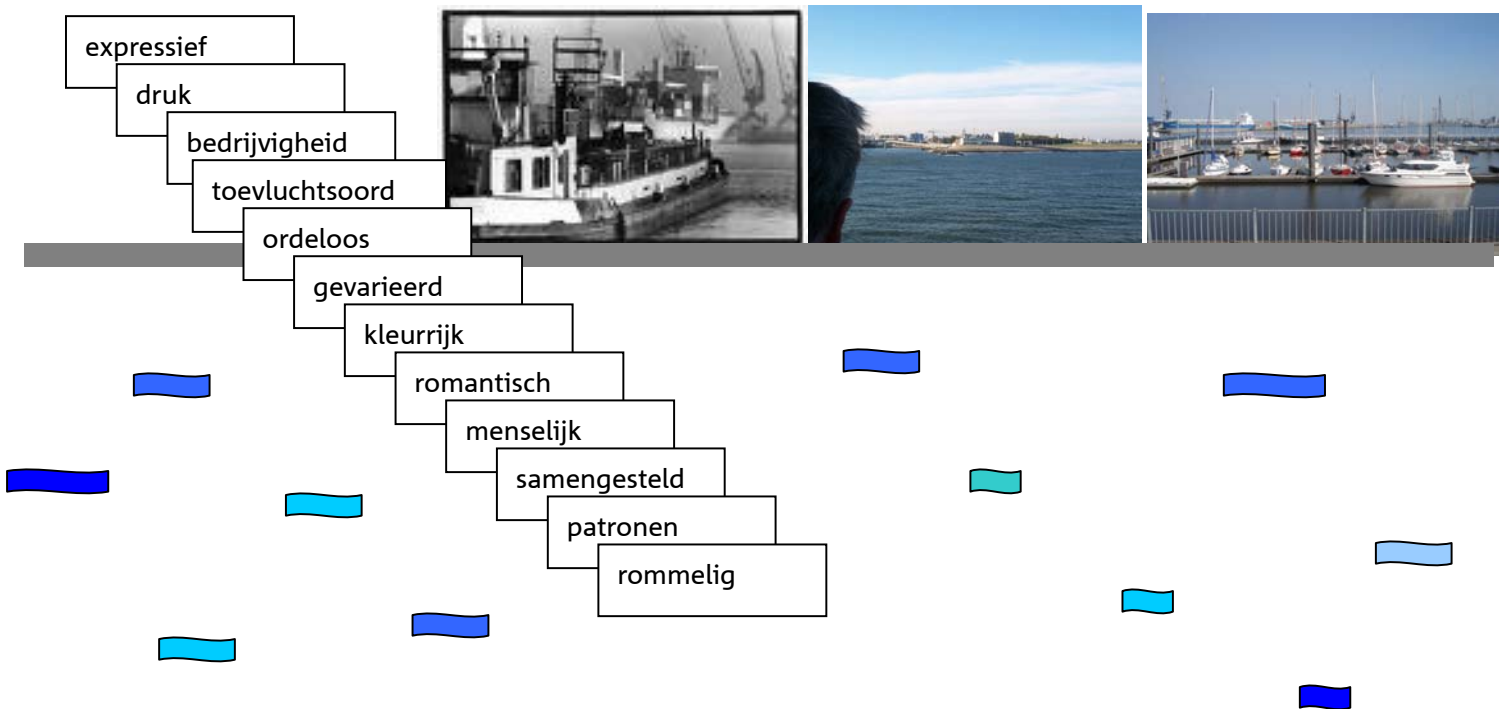 expressief
druk
bedrijvigheid
toevluchtsoord
ordeloos
gevarieerd
kleurrijk
romantisch
menselijk
samengesteld
patronen
rommelig